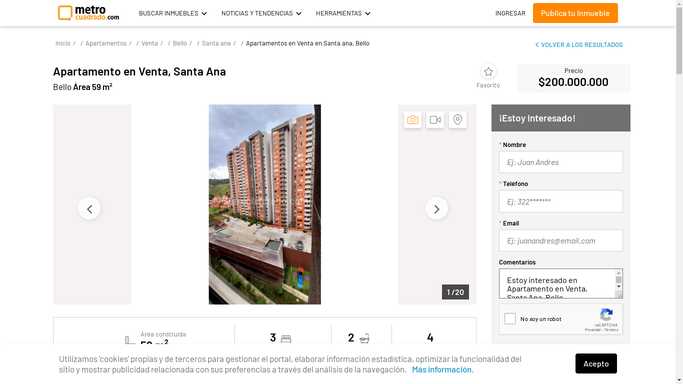 metro
cuadrado.com
BUSCAR INMUEBLES
NOTICIAS Y TENDENCIAS
HERRAMIENTAS
INGRESAR
Publica tu Inmueble
Inicio / / Apartamentos / / Venta / / Bello / / Santa ana / / Apartamentos en Venta en Santa ana, Bello
VOLVER A LOS RESULTADOS
Apartamento en Venta, Santa Ana
Bello Area 59 m²
Favorito
Precio
$200.000.000
1 / 20
¡Estoy Interesado!
* Nombre
Ej: Juan Andres
* Teléfono
Ej: 322*******
* Email
Ej: juanandres@email.com
Comentarios
Estoy interesado en
Apartamento en Venta,
Santa Ana, Bello
No soy un robot
reCAPTCHA
Privacidad - Términos
Área construida
59 m²
3
2
4
Utilizamos 'cookies' propias y de terceros para gestionar el portal, elaborar información estadística, optimizar la funcionalidad del
sitio y mostrar publicidad relacionada con sus preferencias a través del análisis de la navegación. Más información.
Acepto